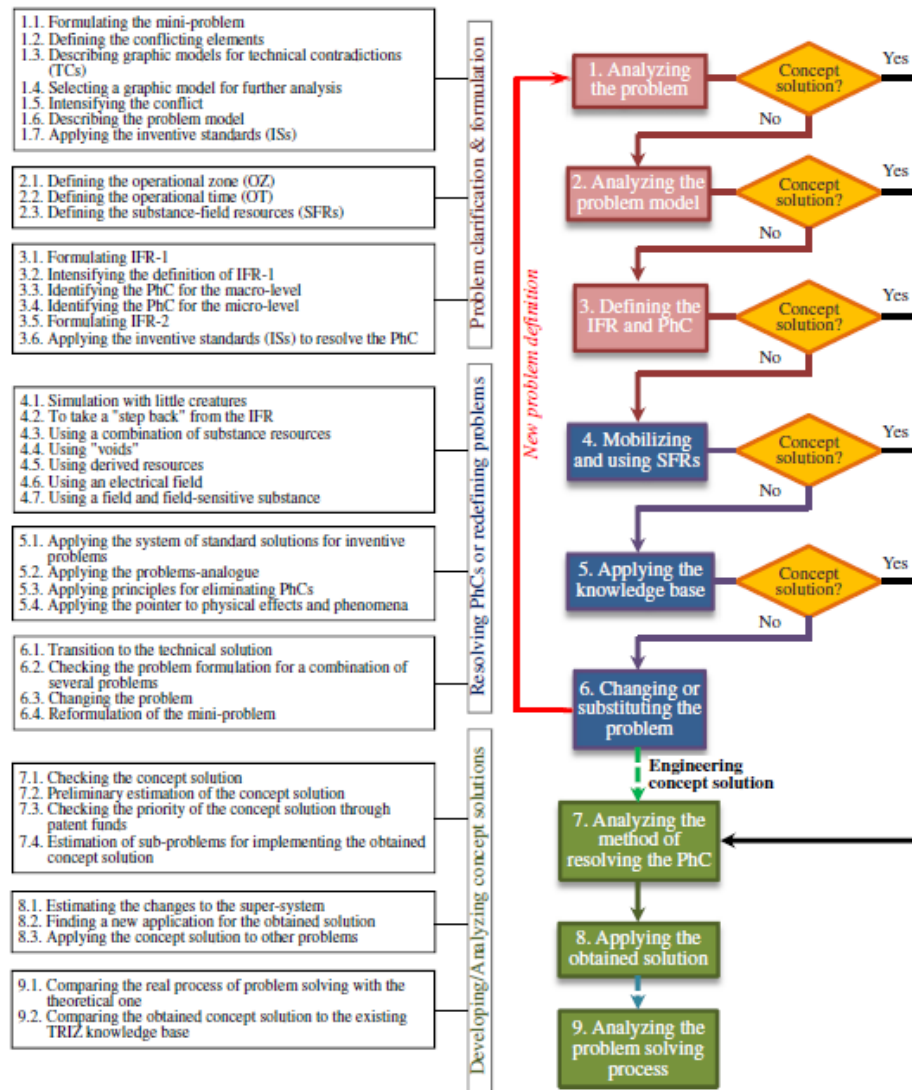 1.1. Formulating the mini-problem
1.2. Defining the conflicting elements
1.3. Describing graphic models for technical contradictions
(TCs)
1.4. Selecting a graphic model for further analysis
1.5. Intensifying the conflict
1.6. Describing the problem model
1.7. Applying the inventive standards (ISs)
2.1. Defining the operational zone (OZ)
2.2. Defining the operational time (OT)
2.3. Defining the substance-field resources (SFRs)
3.1. Formulating IFR-1
3.2. Intensifying the definition of IFR-1
3.3. Identifying the PhC for the macro-level
3.4. Identifying the PhC for the micro-level
3.5. Formulating IFR-2
3.6. Applying the inventive standards (ISs) to resolve the PhC
Problem clarification & formulation
4.1. Simulation with little creatures
4.2. To take a "step back" from the IFR
4.3. Using a combination of substance resources
4.4. Using "voids"
4.5. Using derived resources
4.6. Using an electrical field
4.7. Using a field and field-sensitive substance
5.1. Applying the system of standard solutions for inventive
problems
5.2. Applying the problems-analogue
5.3. Applying principles for eliminating PhCs
5.4. Applying the pointer to physical effects and phenomena
6.1. Transition to the technical solution
6.2. Checking the problem formulation for a combination of
several problems
6.3. Changing the problem
6.4. Reformulation of the mini-problem
Resolving PhCs or redefining problems
7.1. Checking the concept solution
7.2. Preliminary estimation of the concept solution
7.3. Checking the priority of the concept solution through
patent funds
7.4. Estimation of sub-problems for implementing the obtained
concept solution
8.1. Estimating the changes to the super-system
8.2. Finding a new application for the obtained solution
8.3. Applying the concept solution to other problems
9.1. Comparing the real process of problem solving with the
theoretical one
9.2. Comparing the obtained concept solution to the existing
TRIZ knowledge base
Developing/Analyzing concept solutions
New problem definition
1. Analyzing
the problem
Concept
solution?
Yes
No
2. Analyzing the
problem model
Concept
solution?
Yes
No
3. Defining the
IFR and PhC
Concept
solution?
Yes
No
4. Mobilizing
and using SFRs
Concept
solution?
Yes
No
5. Applying the
knowledge base
Concept
solution?
Yes
No
6. Changing or
substituting the
problem
Engineering
concept solution
7. Analyzing the
method of
resolving the PhC
8. Applying the
obtained solution
9. Analyzing the
problem solving
process